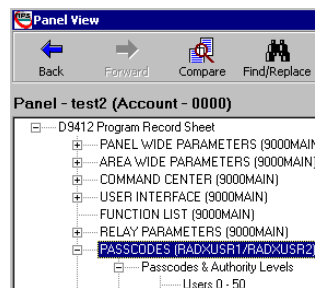 RPS Panel View
Back Forward Compare Find/Replace
Panel - test2 (Account - 0000)
D9412 Program Record Sheet
PANEL WIDE PARAMETERS (9000MAIN
AREA WIDE PARAMETERS (9000MAIN
COMMAND CENTER (9000MAIN)
USER INTERFACE (9000MAIN)
FUNCTION LIST (9000MAIN)
RELAY PARAMETERS (9000MAIN)
PASSCODES (RADXUSR1/RADXUSR2)
Passcodes & Authority Levels
Users 0 - 50